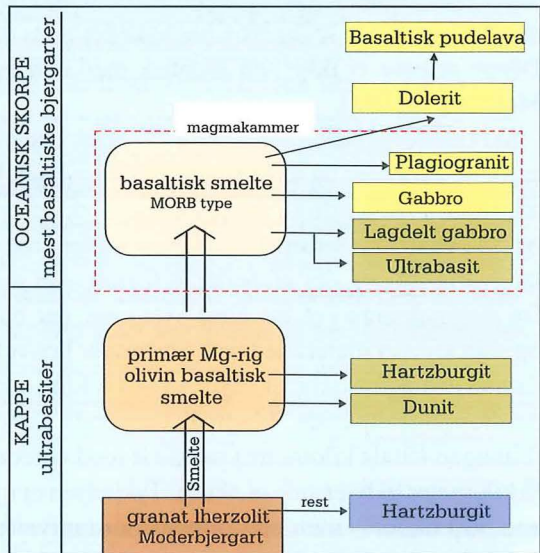 OCEANISK SKORPE
mest basaltiske bjergarter
KAPPE
ultrabasiter
Basaltisk pudelava
Dolerit
magmakammer
basaltisk smelte
MORB type
Plagiogranit
Gabbro
Lagdelt gabbro
Ultrabasit
primær Mg-rig
olivin basaltisk
smelte
Hartzburgit
Dunit
Smelte
granat lherzolit
Moderbjergart
rest
Hartzburgit